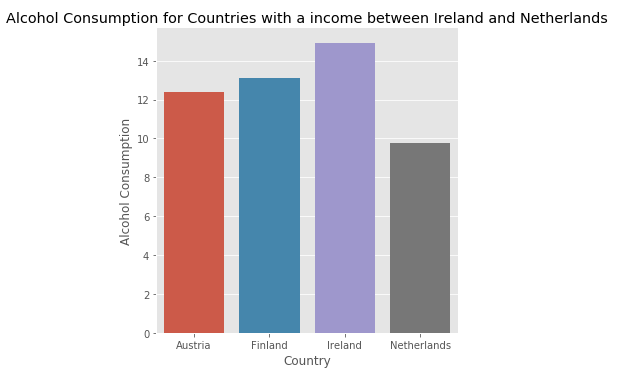 Alcohol Consumption for Countries with a income between Ireland and Netherlands
14
12
10
8
6
4
2
0
Alcohol Consumption
Austria Finland Ireland Netherlands
Country